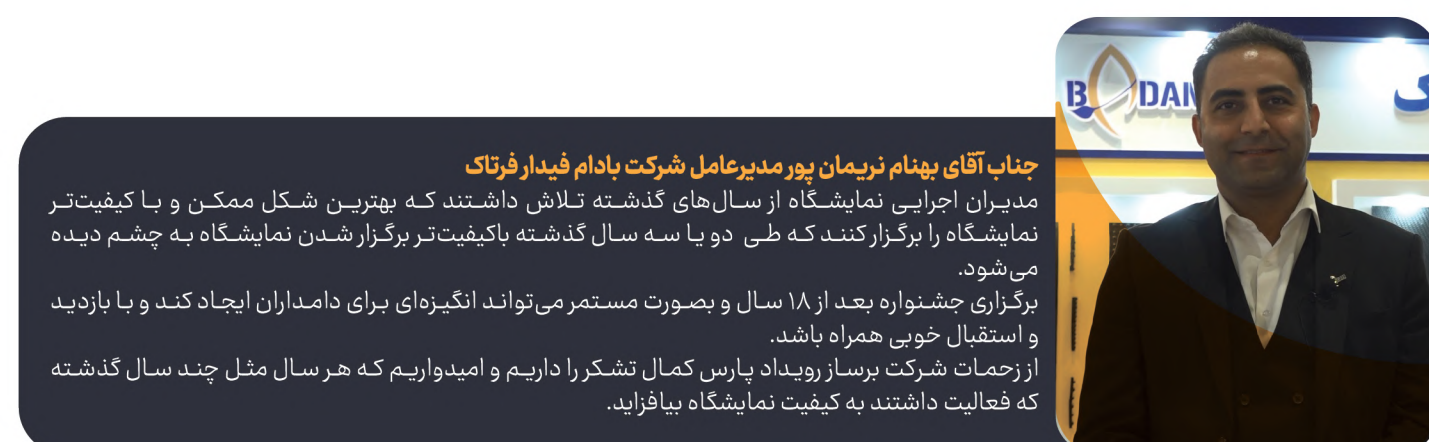 B DAN
ک
جناب آقای بهنام نریمان پور مدیرعامل شرکت بادام فیدار فرتاک
مدیران اجرایی نمایشگاه از سال‌های گذشته تلاش داشتند که بهترین شکل ممکن و با کیفیت‌تر
نمایشگاه را برگزار کنند که طی دو یا سه سال گذشته باکیفیت‌تر برگزار شدن نمایشگاه به چشم دیده
می‌شود.
برگزاری جشنواره بعد از ۱۸ سال و بصورت مستمر می‌تواند انگیزه‌ای برای دامداران ایجاد کند و با بازدید
و استقبال خوبی همراه باشد.
از زحمات شرکت برساز رویداد پارس کمال تشکر را داریم و امیدواریم که هر سال مثل چند سال گذشته
که فعالیت داشتند به کیفیت نمایشگاه بیافزاید.